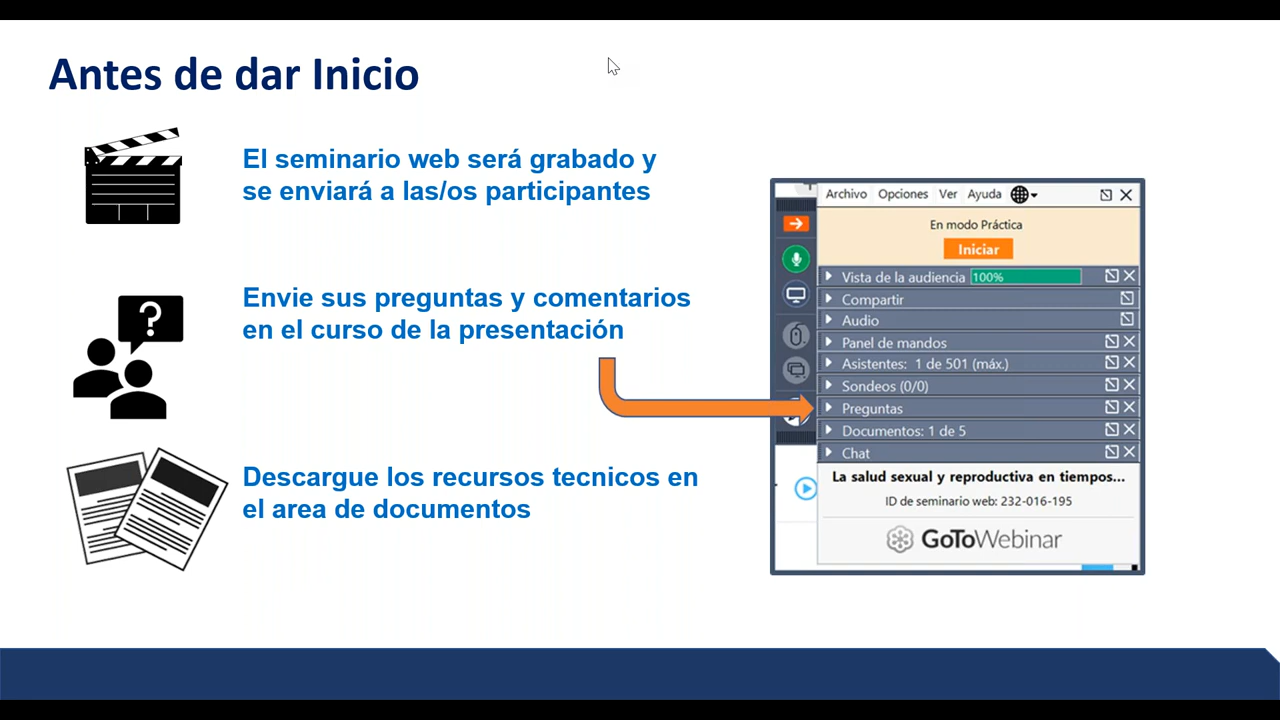 Antes de dar Inicio
El seminario web será grabado y
se enviará a las/os participantes
?
Envie sus preguntas y comentarios
en el curso de la presentación
Descargue los recursos tecnicos en
el area de documentos
Archivo Opciones Ver Ayuda
En modo Práctica
Iniciar
Vista de la audiencia 100%
Compartir
Audio
Panel de mandos
Asistentes: 1 de 501 (máx.)
Sondeos (0/0)
Preguntas
Documentos: 1 de 5
Chat
La salud sexual y reproductiva en tiempos...
ID de seminario web: 232-016-195
GoToWebinar